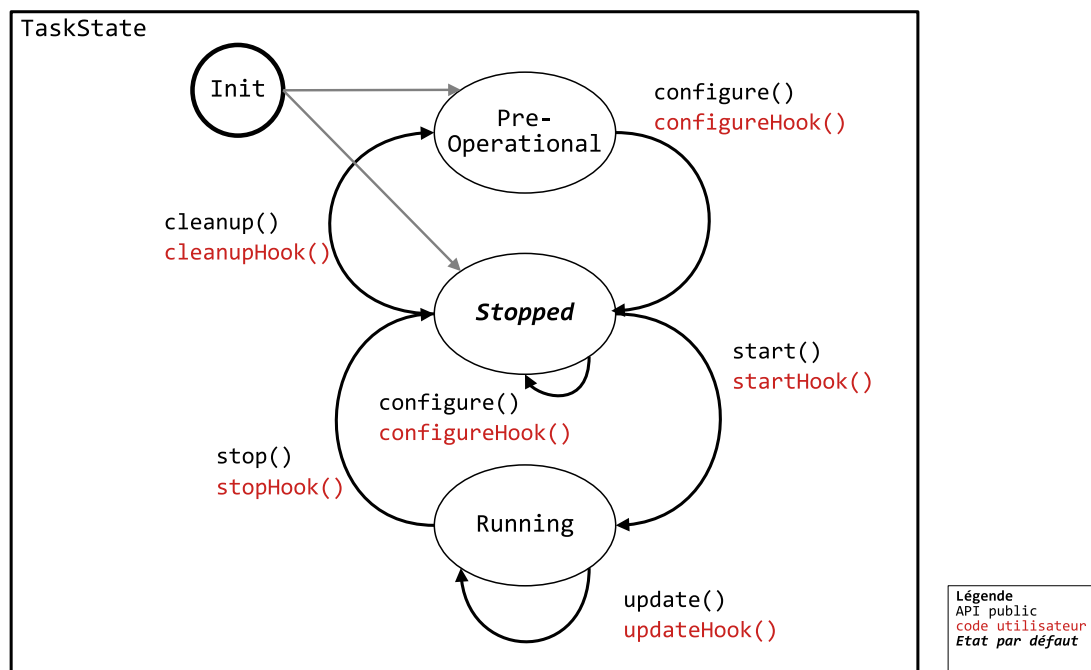 TaskState
Init
Pre-
Operational
configure()
configureHook()
cleanup()
cleanupHook()
Stopped
start()
startHook()
configure()
configureHook()
stop()
stopHook()
Running
update()
updateHook()
Légende
API public
code utilisateur
Etat par défaut